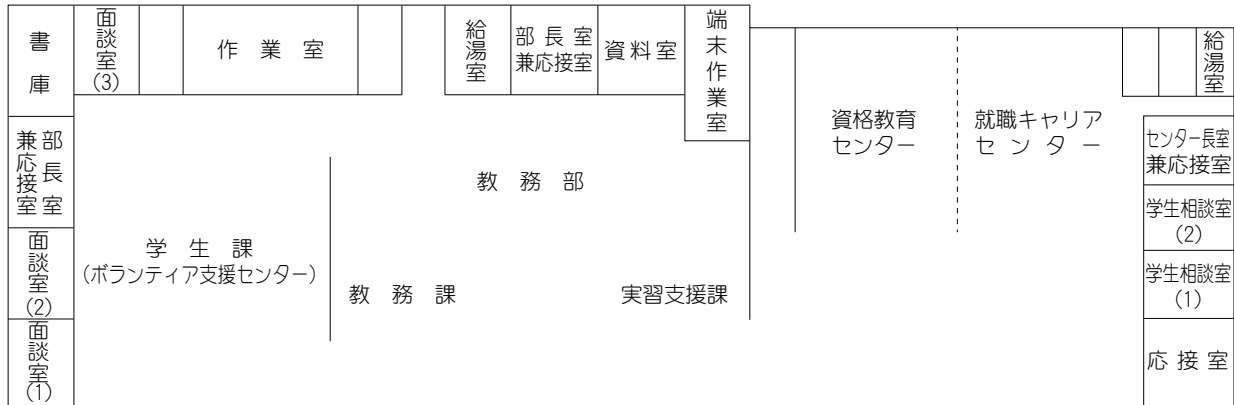 書庫
面談室(3)
作業室
給湯室
部長室
兼応接室
資料室
端末作業室
給湯室
部長室
兼応接室
資格教育
センター
就職キャリア
センター
センター長室
兼応接室
教務部
学生相談室
(2)
面談室(2)
学生課
(ボランティア支援センター)
教務課
実習支援課
学生相談室
(1)
面談室(1)
応接室